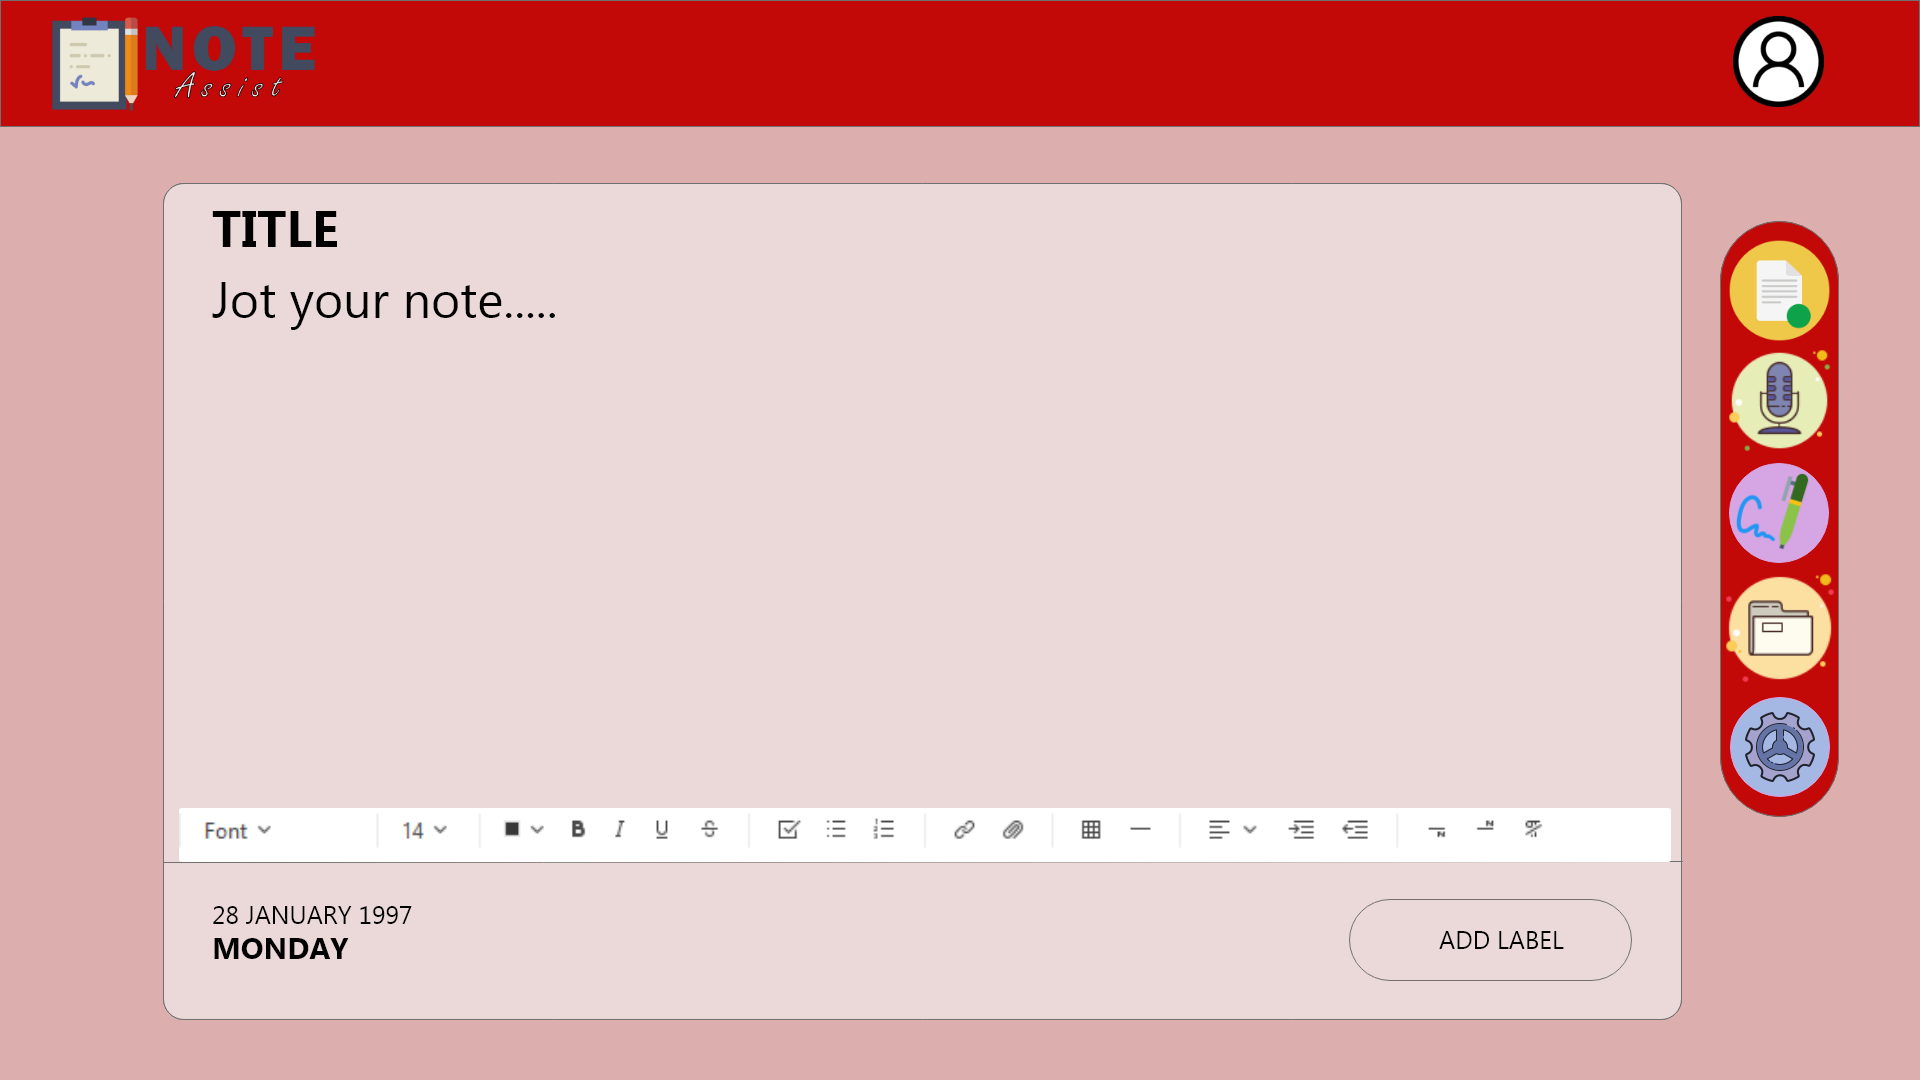 NOTE
Assist
TITLE
Jot your note.....
Font 14 B I U S
28 JANUARY 1997
MONDAY
ADD LABEL